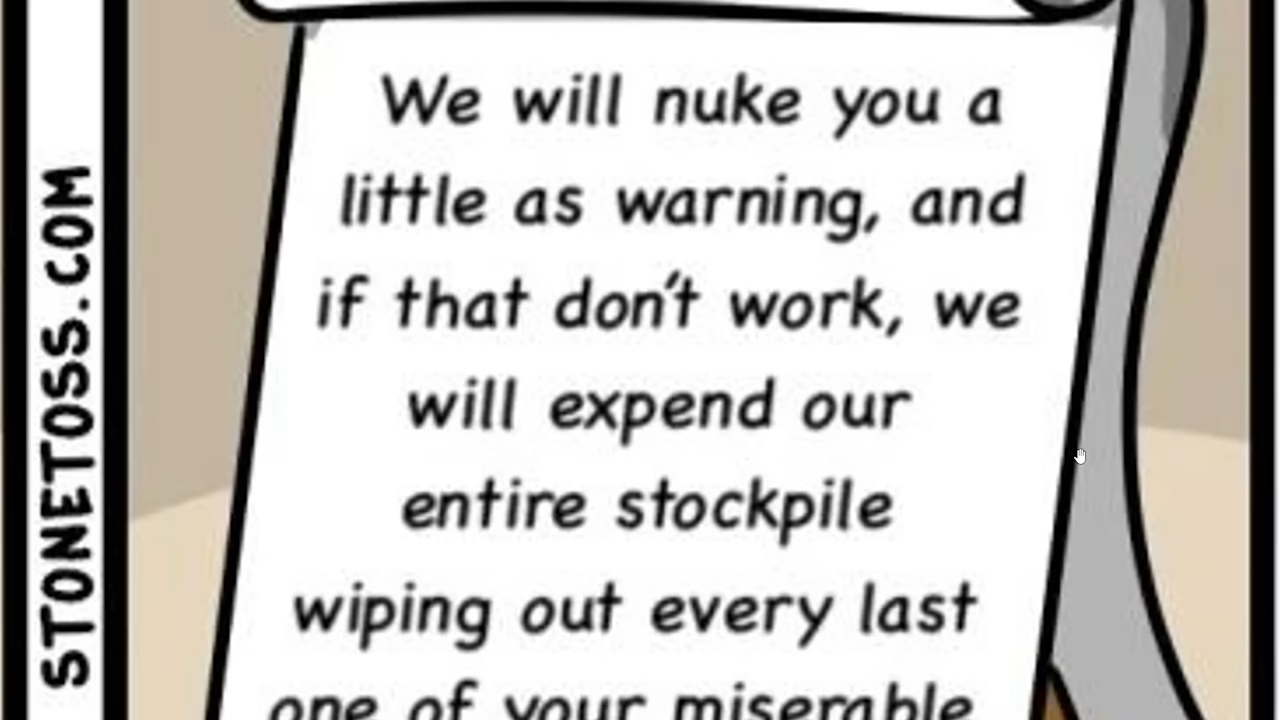 We will nuke you a
little as warning, and
if that don't work, we
will expend our
entire stockpile
wiping out every last
one of your miserable
STONETOSS.COM